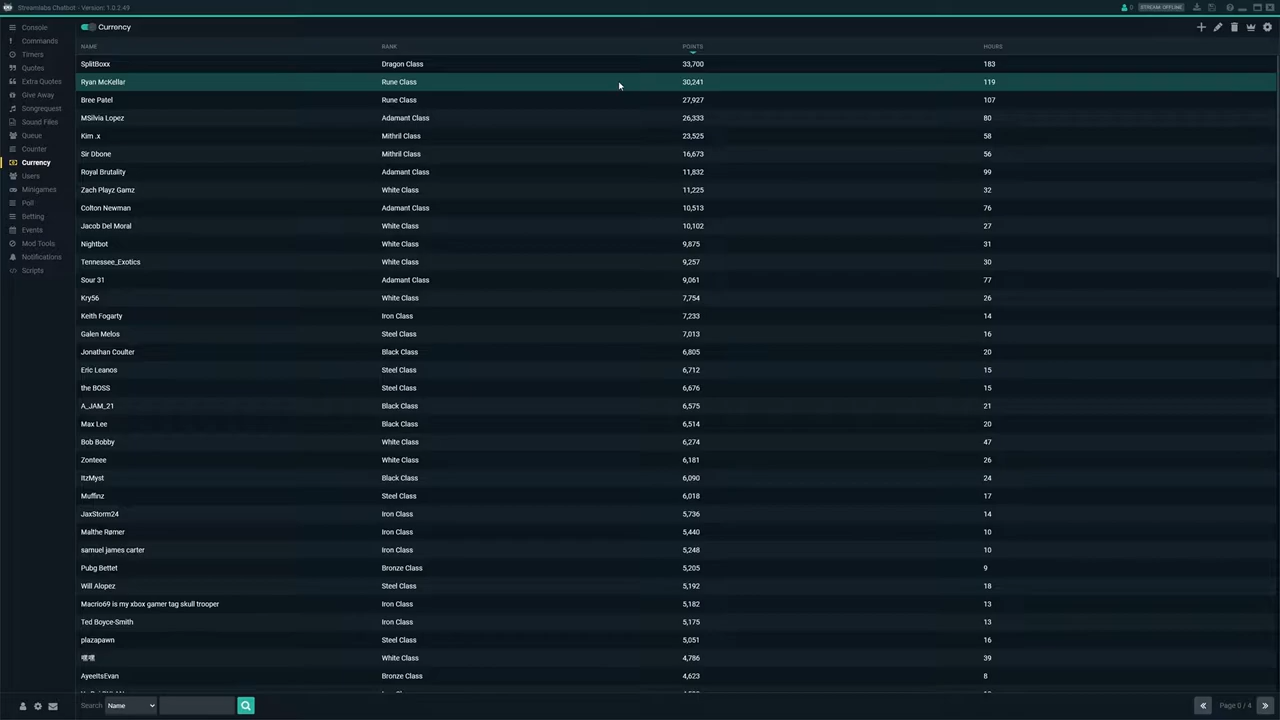 Streamlabs Chatbot - Version: 1.0.2.49
0 STREAM OFFLINE
Console
Commands
Timers
Quotes
Extra Quotes
Give Away
Songrequest
Sound Files
Queue
Counter
Currency
Users
Minigames
Poll
Betting
Events
Mod Tools
Notifications
Scripts
Currency
NAME RANK POINTS HOURS
SplitBoxx Dragon Class 33,700 183
Ryan McKellar Rune Class 30,241 119
Bree Patel Rune Class 27,927 107
MSilvia Lopez Adamant Class 26,333 80
Kim .x Mithril Class 23,525 58
Sir Dbone Mithril Class 16,673 56
Royal Brutality Adamant Class 11,832 99
Zach Playz Gamz White Class 11,225 32
Colton Newman Adamant Class 10,513 76
Jacob Del Moral White Class 10,102 27
Nightbot White Class 9,875 31
Tennessee_Exotics White Class 9,257 30
Sour 31 Adamant Class 9,061 77
Kry56 White Class 7,754 26
Keith Fogarty Iron Class 7,233 14
Galen Melos Steel Class 7,013 16
Jonathan Coulter Black Class 6,805 20
Eric Leanos Steel Class 6,712 15
the BOSS Steel Class 6,676 15
A_JAM_21 Black Class 6,575 21
Max Lee Black Class 6,514 20
Bob Bobby White Class 6,274 47
Zonteee White Class 6,181 26
ItzMyst Black Class 6,090 24
Muffinz Steel Class 6,018 17
JaxStorm24 Iron Class 5,736 14
Malthe Rømer Iron Class 5,440 10
samuel james carter Iron Class 5,248 10
Pubg Bettet Bronze Class 5,205 9
Will Alopez Steel Class 5,192 18
Macrio69 is my xbox gamer tag skull trooper Iron Class 5,182 13
Ted Boyce-Smith Iron Class 5,175 13
plazapawn Steel Class 5,051 16
嘿嘿 White Class 4,786 39
AyeeItsEvan Bronze Class 4,623 8
Search Name Page 0 / 4